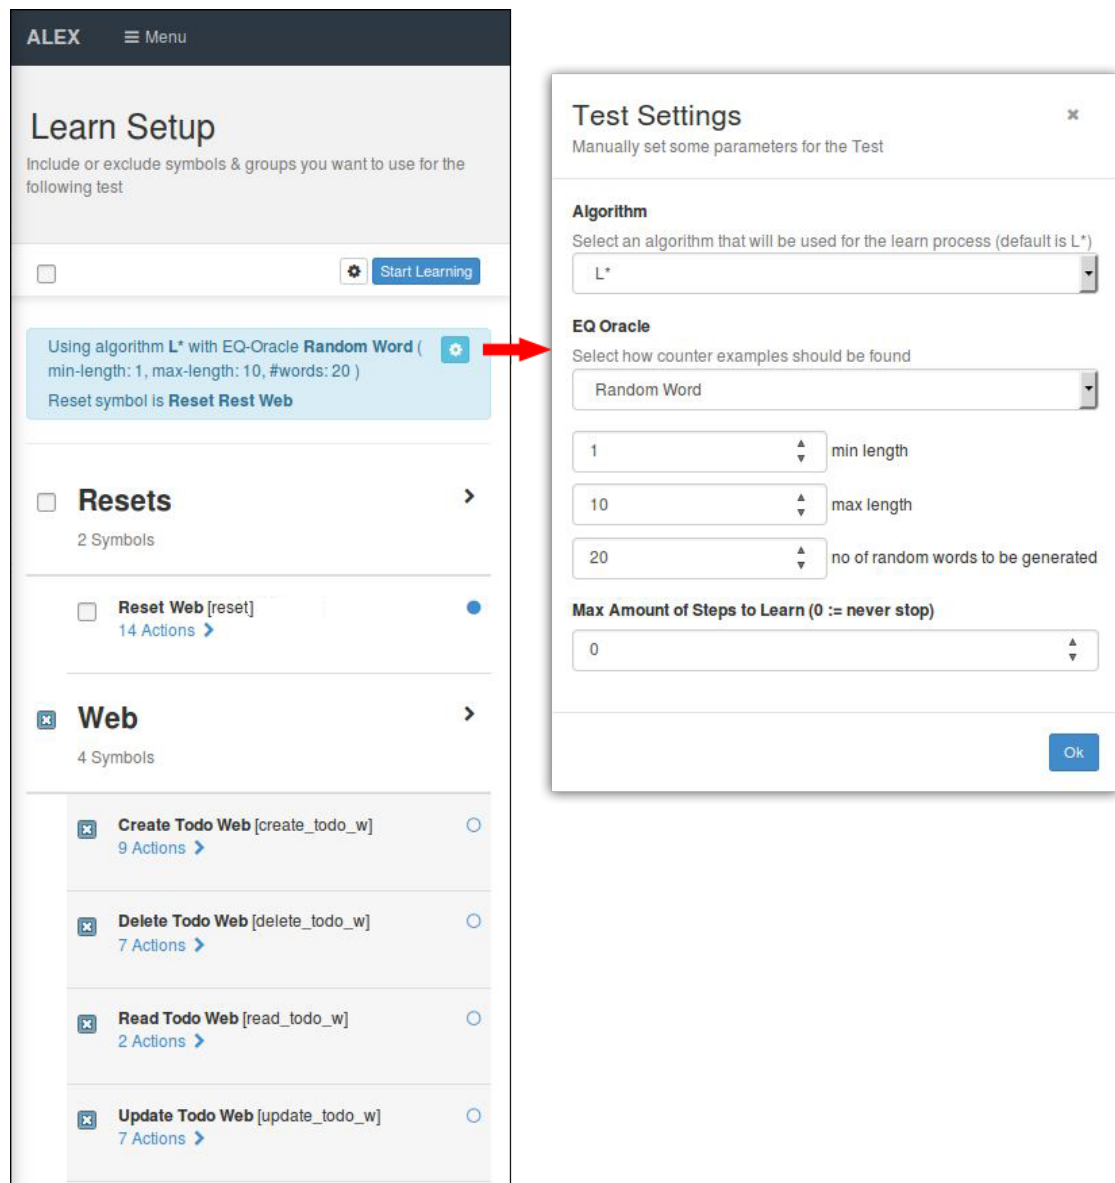 ALEX
Menu
Learn Setup
Include or exclude symbols & groups you want to use for the
following test
Start Learning
Using algorithm L* with EQ-Oracle Random Word (
min-length: 1, max-length: 10, #words: 20 )
Reset symbol is Reset Rest Web
Resets
2 Symbols
Reset Web [reset]
14 Actions
Web
4 Symbols
Create Todo Web [create_todo_w]
9 Actions
Delete Todo Web [delete_todo_w]
7 Actions
Read Todo Web [read_todo_w]
2 Actions
Update Todo Web [update_todo_w]
7 Actions
Test Settings
Manually set some parameters for the Test
Algorithm
Select an algorithm that will be used for the learn process (default is L*)
L*
EQ Oracle
Select how counter examples should be found
Random Word
1 min length
10 max length
20 no of random words to be generated
Max Amount of Steps to Learn (0 := never stop)
0
Ok